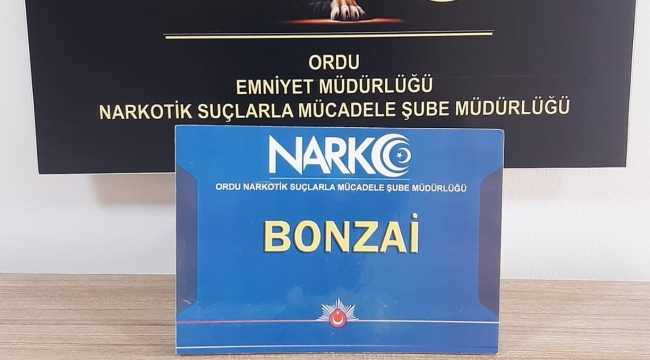 ORDU
EMNİYET MÜDÜRLÜĞÜ
NARKOTİK SUÇLARLA MÜCADELE ŞUBE MÜDÜRLÜĞÜ
NARKO
ORDU NARKOTİK SUÇLARLA MÜCADELE ŞUBE MÜDÜRLÜĞÜ
BONZAİ